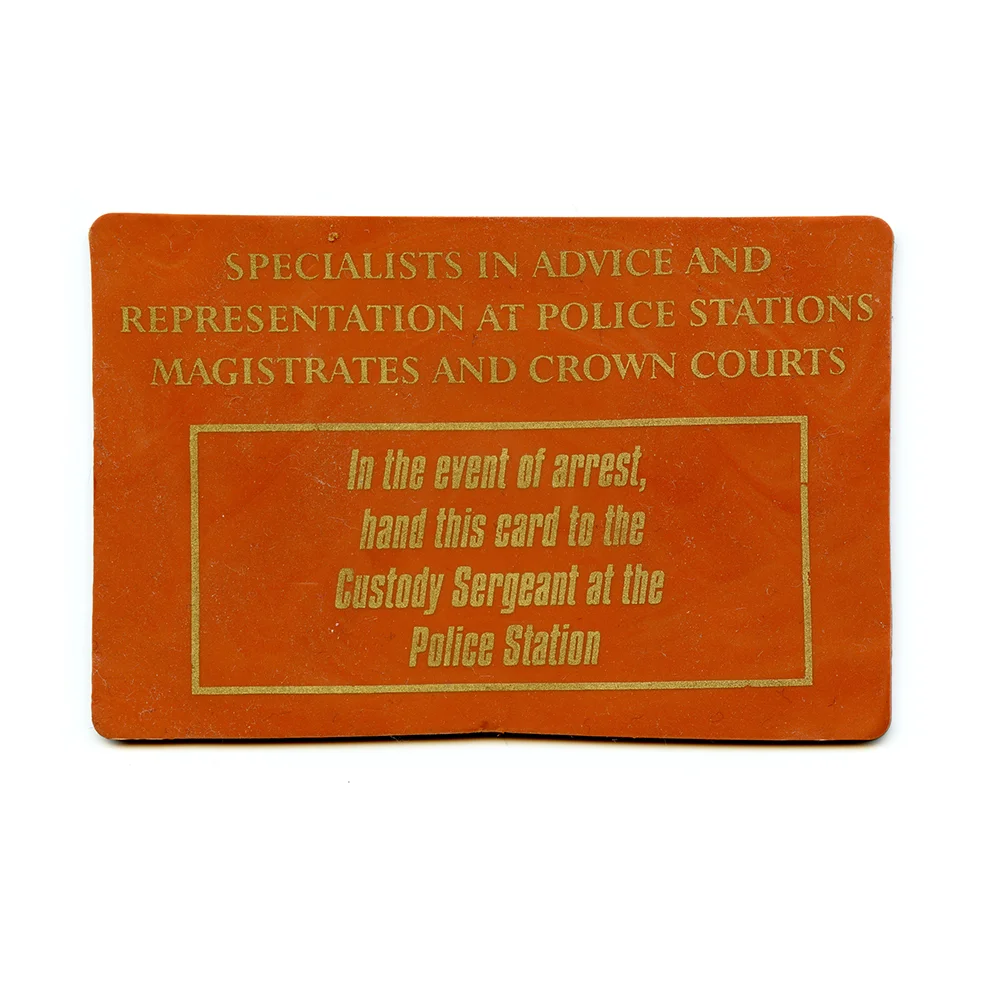 SPECIALISTS IN ADVICE AND
REPRESENTATION AT POLICE STATIONS
MAGISTRATES AND CROWN COURTS
In the event of arrest,
hand this card to the
Custody Sergeant at the
Police Station